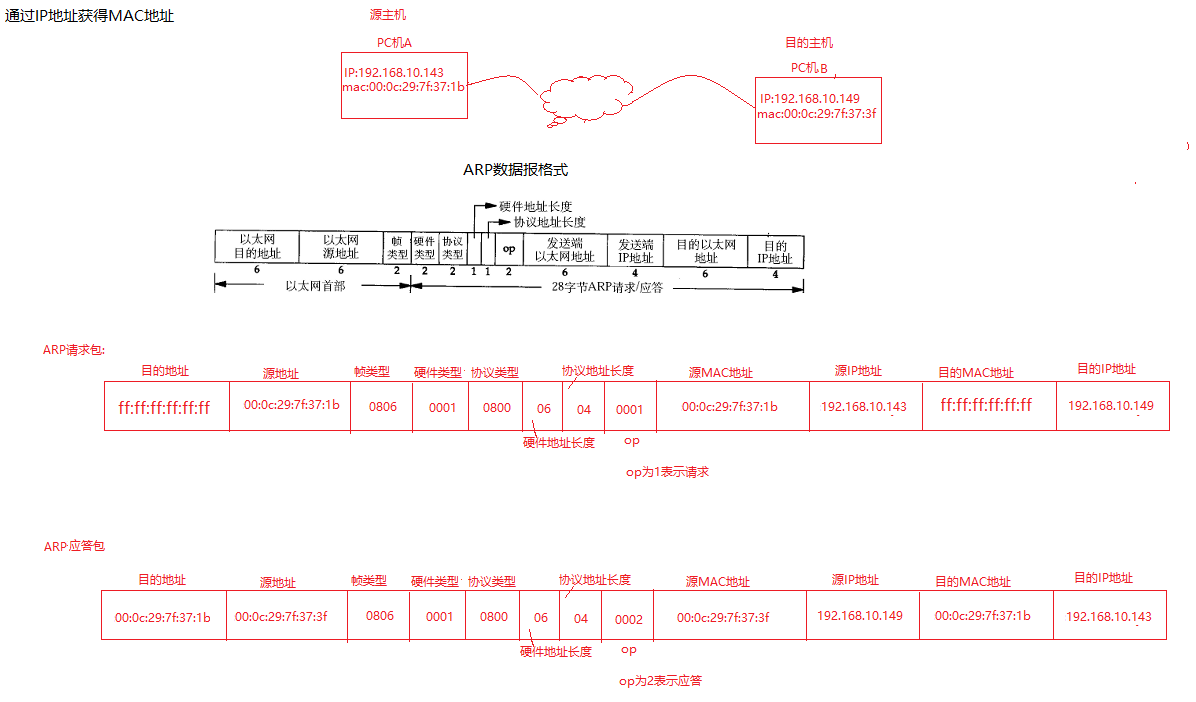 通过IP地址获得MAC地址
源主机
PC机A
IP:192.168.10.143
mac:00:0c:29:7f:37:1b
目的主机
PC机B
IP:192.168.10.149
mac:00:0c:29:7f:37:3f
ARP数据报格式
硬件地址长度
协议地址长度
以太网目的地址 以太网源地址 帧类型 硬件类型 协议类型 op 发送端以太网地址 发送端IP地址 目的以太网地址 目的IP地址
6 6 2 2 2 1 1 2 6 4 6 4
以太网首部 28字节ARP请求/应答
ARP请求包:
目的地址 源地址 帧类型 硬件类型 协议类型 协议地址长度 源MAC地址 源IP地址 目的MAC地址 目的IP地址
ff:ff:ff:ff:ff:ff 00:0c:29:7f:37:1b 0806 0001 0800 06 04 0001 00:0c:29:7f:37:1b 192.168.10.143 ff:ff:ff:ff:ff:ff 192.168.10.149
硬件地址长度 op
op为1表示请求
ARP应答包
目的地址 源地址 帧类型 硬件类型 协议类型 协议地址长度 源MAC地址 源IP地址 目的MAC地址 目的IP地址
00:0c:29:7f:37:1b 00:0c:29:7f:37:3f 0806 0001 0800 06 04 0002 00:0c:29:7f:37:3f 192.168.10.149 00:0c:29:7f:37:1b 192.168.10.143
硬件地址长度 op
op为2表示应答